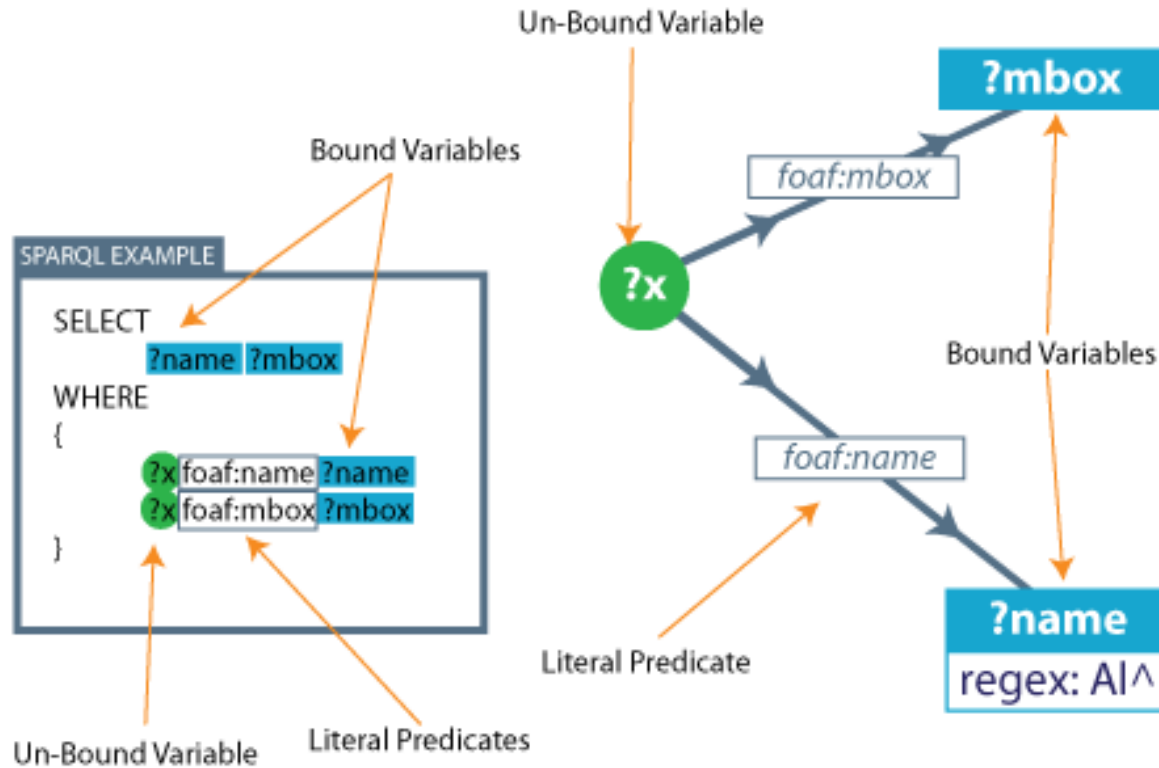 Un-Bound Variable
?mbox
Bound Variables
foaf:mbox
SPARQL EXAMPLE
?x
SELECT
?name ?mbox
Bound Variables
WHERE
{
foaf:name
?x foaf:name ?name
?x foaf:mbox ?mbox
}
?name
Literal Predicate
regex: Al^
Un-Bound Variable
Literal Predicates